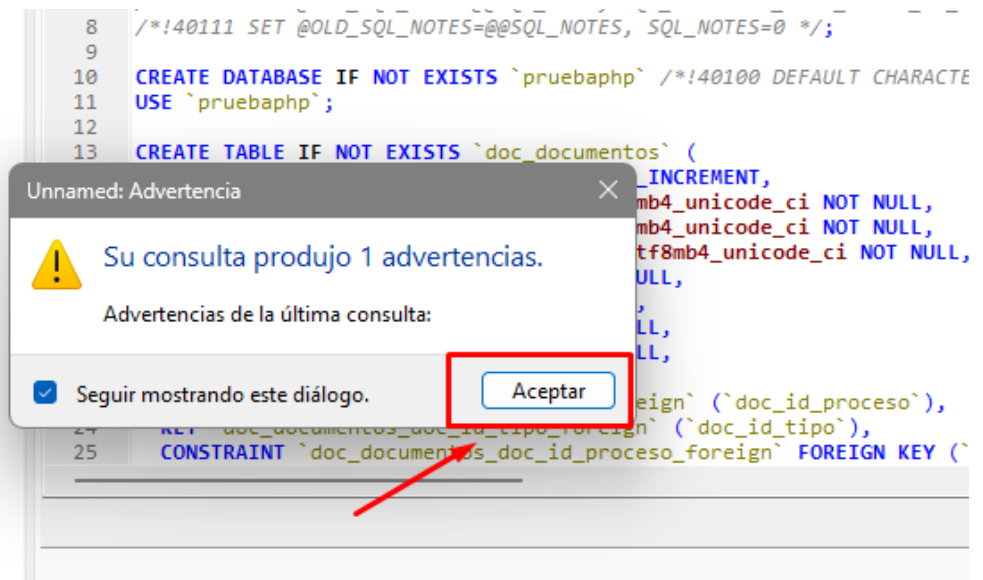 8 /*!40111 SET @OLD_SQL_NOTES=@@SQL_NOTES, SQL_NOTES=0 */;
9
10 CREATE DATABASE IF NOT EXISTS `pruebaphp` /*!40100 DEFAULT CHARACTE
11 USE `pruebaphp`;
12
13 CREATE TABLE IF NOT EXISTS `doc_documentos` (
_INCREMENT,
mb4_unicode_ci NOT NULL,
mb4_unicode_ci NOT NULL,
tf8mb4_unicode_ci NOT NULL,
ULL,
,
LL,
LL,
eign` (`doc_id_proceso`),
24 KEY `doc_documentos_doc_id_tipo_foreign` (`doc_id_tipo`),
25 CONSTRAINT `doc_documentos_doc_id_proceso_foreign` FOREIGN KEY (`
Unnamed: Advertencia
Su consulta produjo 1 advertencias.
Advertencias de la última consulta:
Seguir mostrando este diálogo.
Aceptar